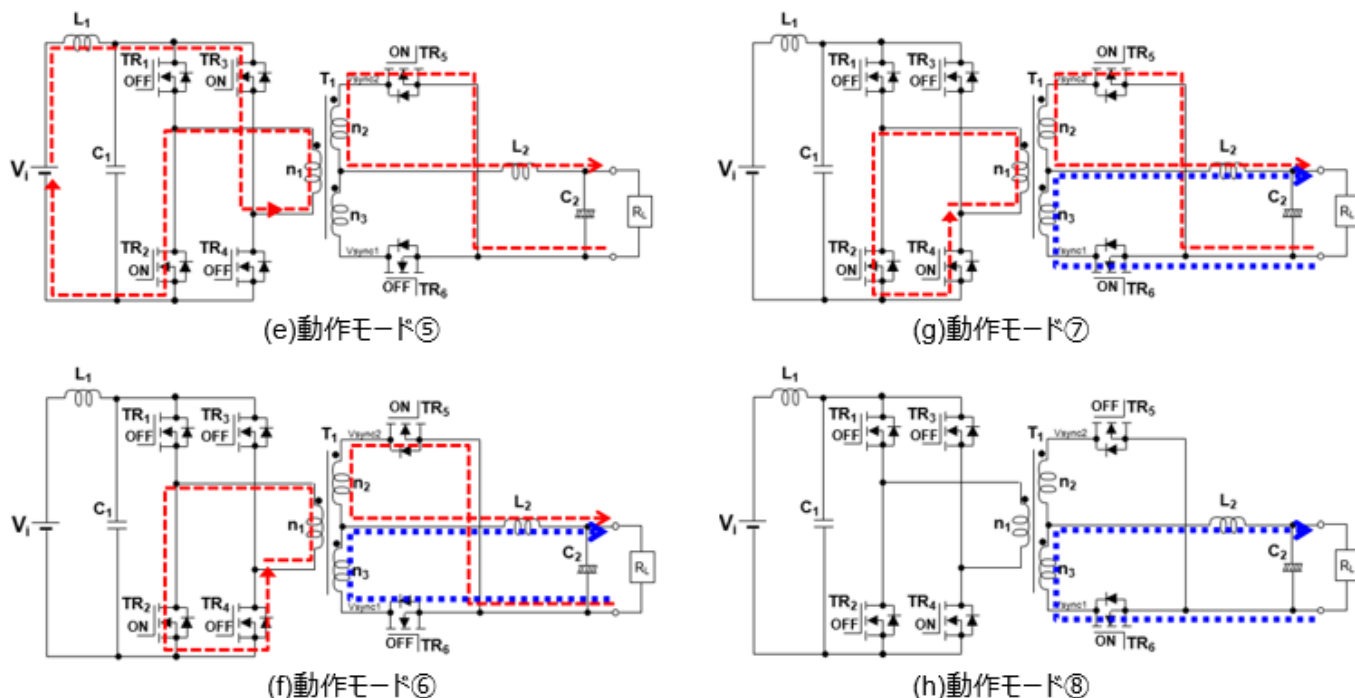 L1
TR1
OFF
TR3
ON
ON
TR5
T1
Vsync2
n2
L2
C1
Vi
n1
C2
RL
n3
TR2
ON
TR4
OFF
Vsync1
OFF
TR6
(e)動作モード⑤
L1
TR1
OFF
TR3
OFF
ON
TR5
T1
Vsync2
n2
L2
C1
Vi
n1
C2
RL
n3
TR2
ON
TR4
ON
Vsync1
ON
TR6
(g)動作モード⑦
L1
TR1
OFF
TR3
OFF
ON
TR5
T1
Vsync2
n2
L2
C1
Vi
n1
C2
RL
n3
TR2
ON
TR4
OFF
Vsync1
OFF
TR6
(f)動作モード⑥
L1
TR1
OFF
TR3
OFF
OFF
TR5
T1
Vsync2
n2
L2
C1
Vi
n1
C2
RL
n3
TR2
OFF
TR4
ON
Vsync1
ON
TR6
(h)動作モード⑧